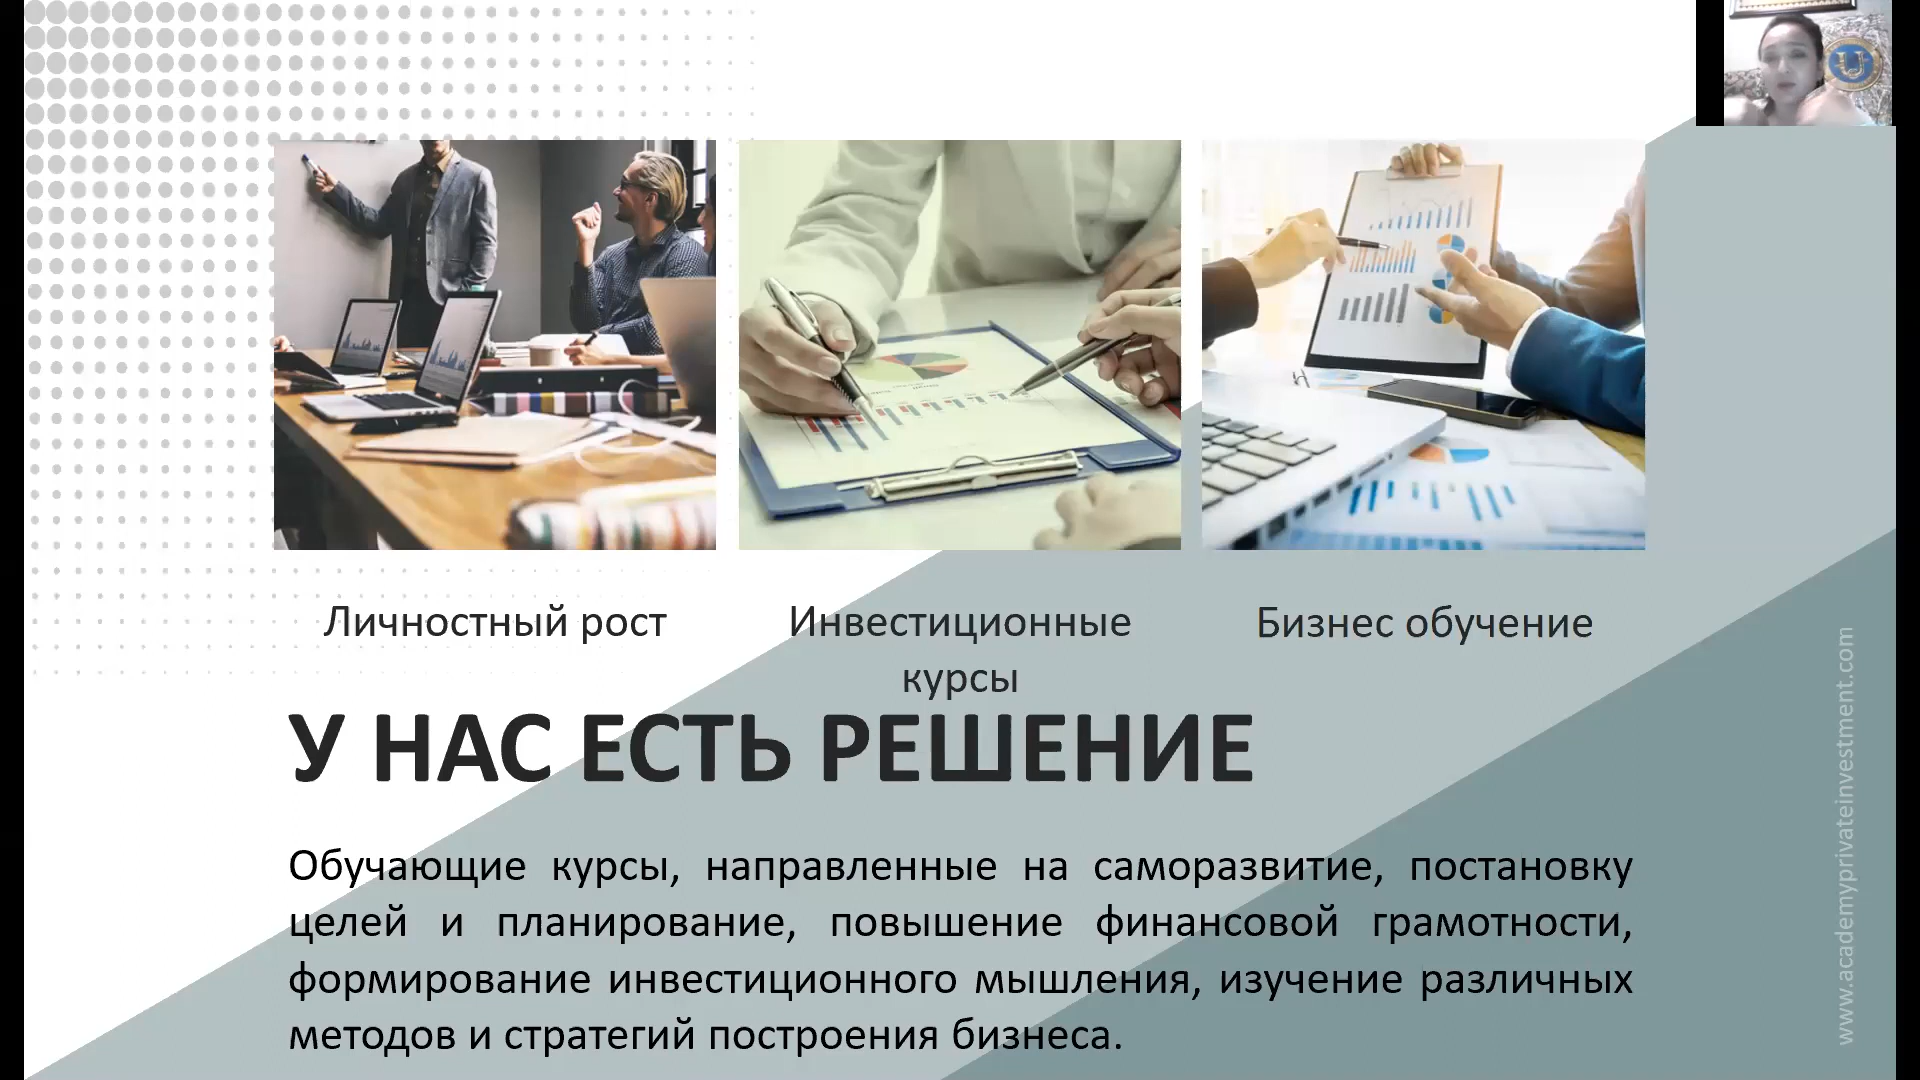 Личностный рост
Инвестиционные
курсы
Бизнес обучение
У НАС ЕСТЬ РЕШЕНИЕ
Обучающие курсы, направленные на саморазвитие, постановку
целей и планирование, повышение финансовой грамотности,
формирование инвестиционного мышления, изучение различных
методов и стратегий построения бизнеса.
www.academyprivateinvestment.com